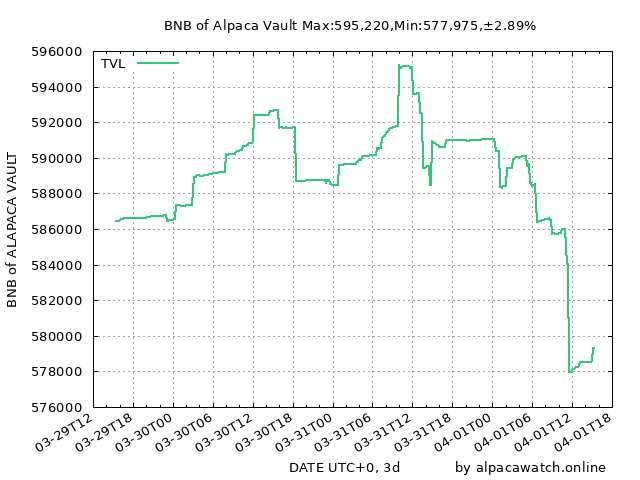 BNB of Alpaca Vault Max:595,220,Min:577,975,±2.89%
TVL
BNB of ALAPACA VAULT
596000
594000
592000
590000
588000
586000
584000
582000
580000
578000
576000
03-29T12
03-29T18
03-30T00
03-30T06
03-30T12
03-30T18
03-31T00
03-31T06
03-31T12
03-31T18
04-01T00
04-01T06
04-01T12
04-01T18
DATE UTC+0, 3d
by alpacawatch.online